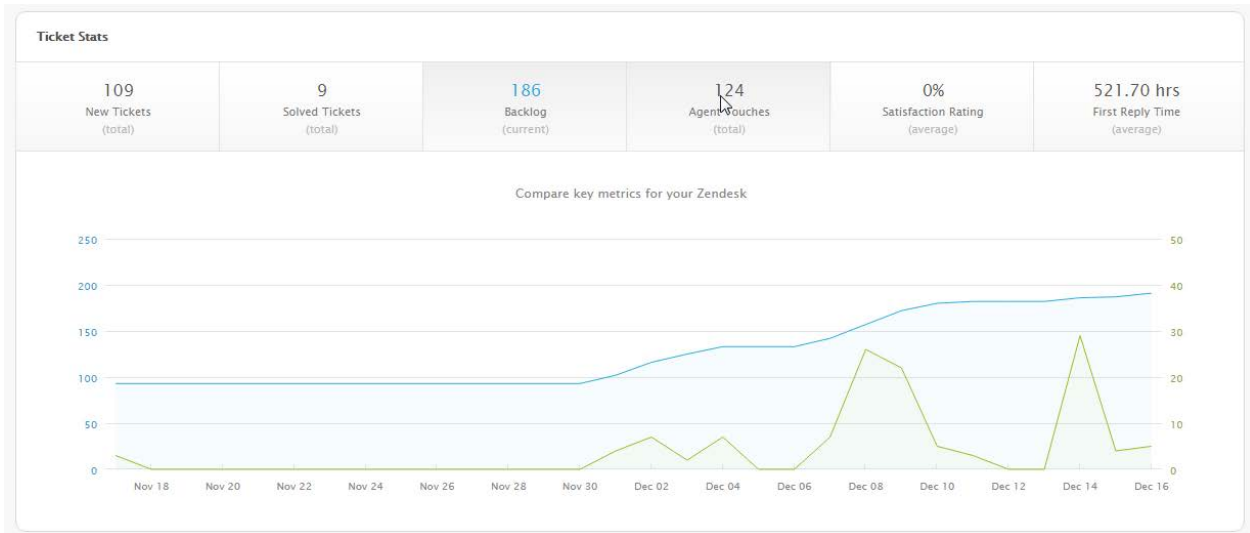 Ticket Stats
109 9 186 124 0% 521.70 hrs
New Tickets Solved Tickets Backlog Agent Touches Satisfaction Rating First Reply Time
(total) (total) (current) (total) (average) (average)
Compare key metrics for your Zendesk
250 50
200 40
150 30
100 20
50 10
0 0
Nov 18 Nov 20 Nov 22 Nov 24 Nov 26 Nov 28 Nov 30 Dec 02 Dec 04 Dec 06 Dec 08 Dec 10 Dec 12 Dec 14 Dec 16